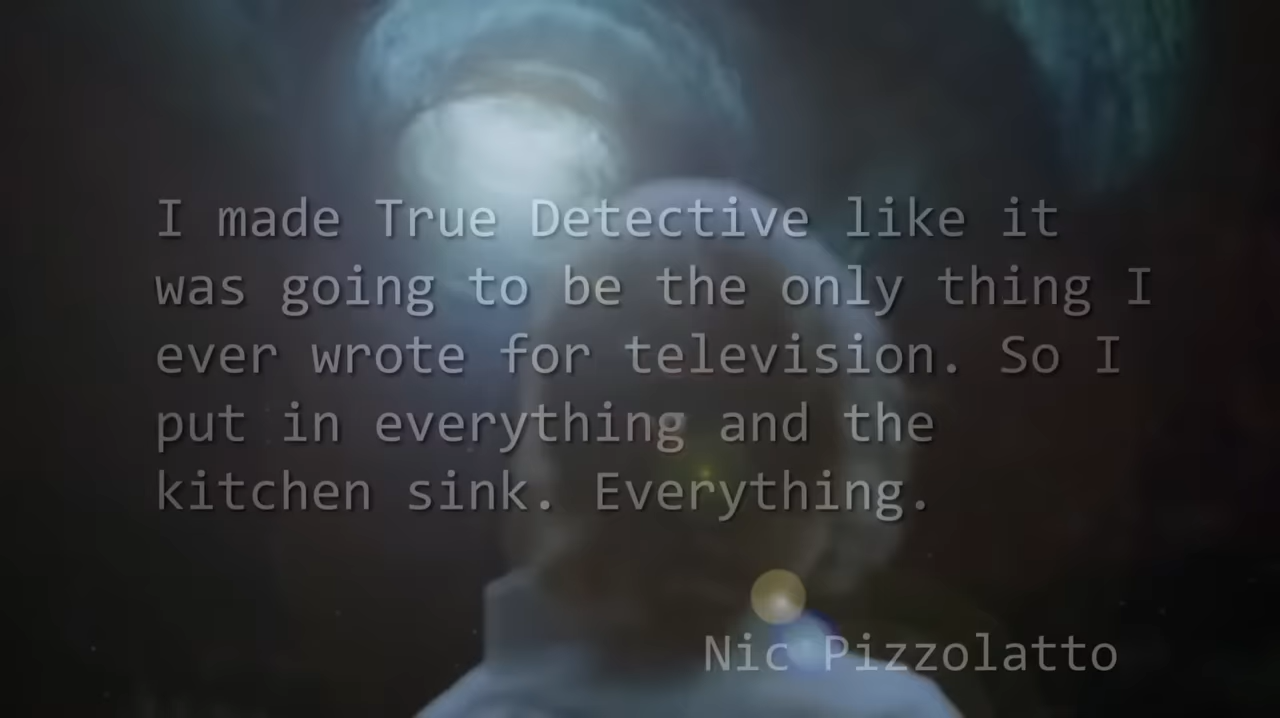 I made True Detective like it
was going to be the only thing I
ever wrote for television. So I
put in everything and the
kitchen sink. Everything.
Nic Pizzolatto